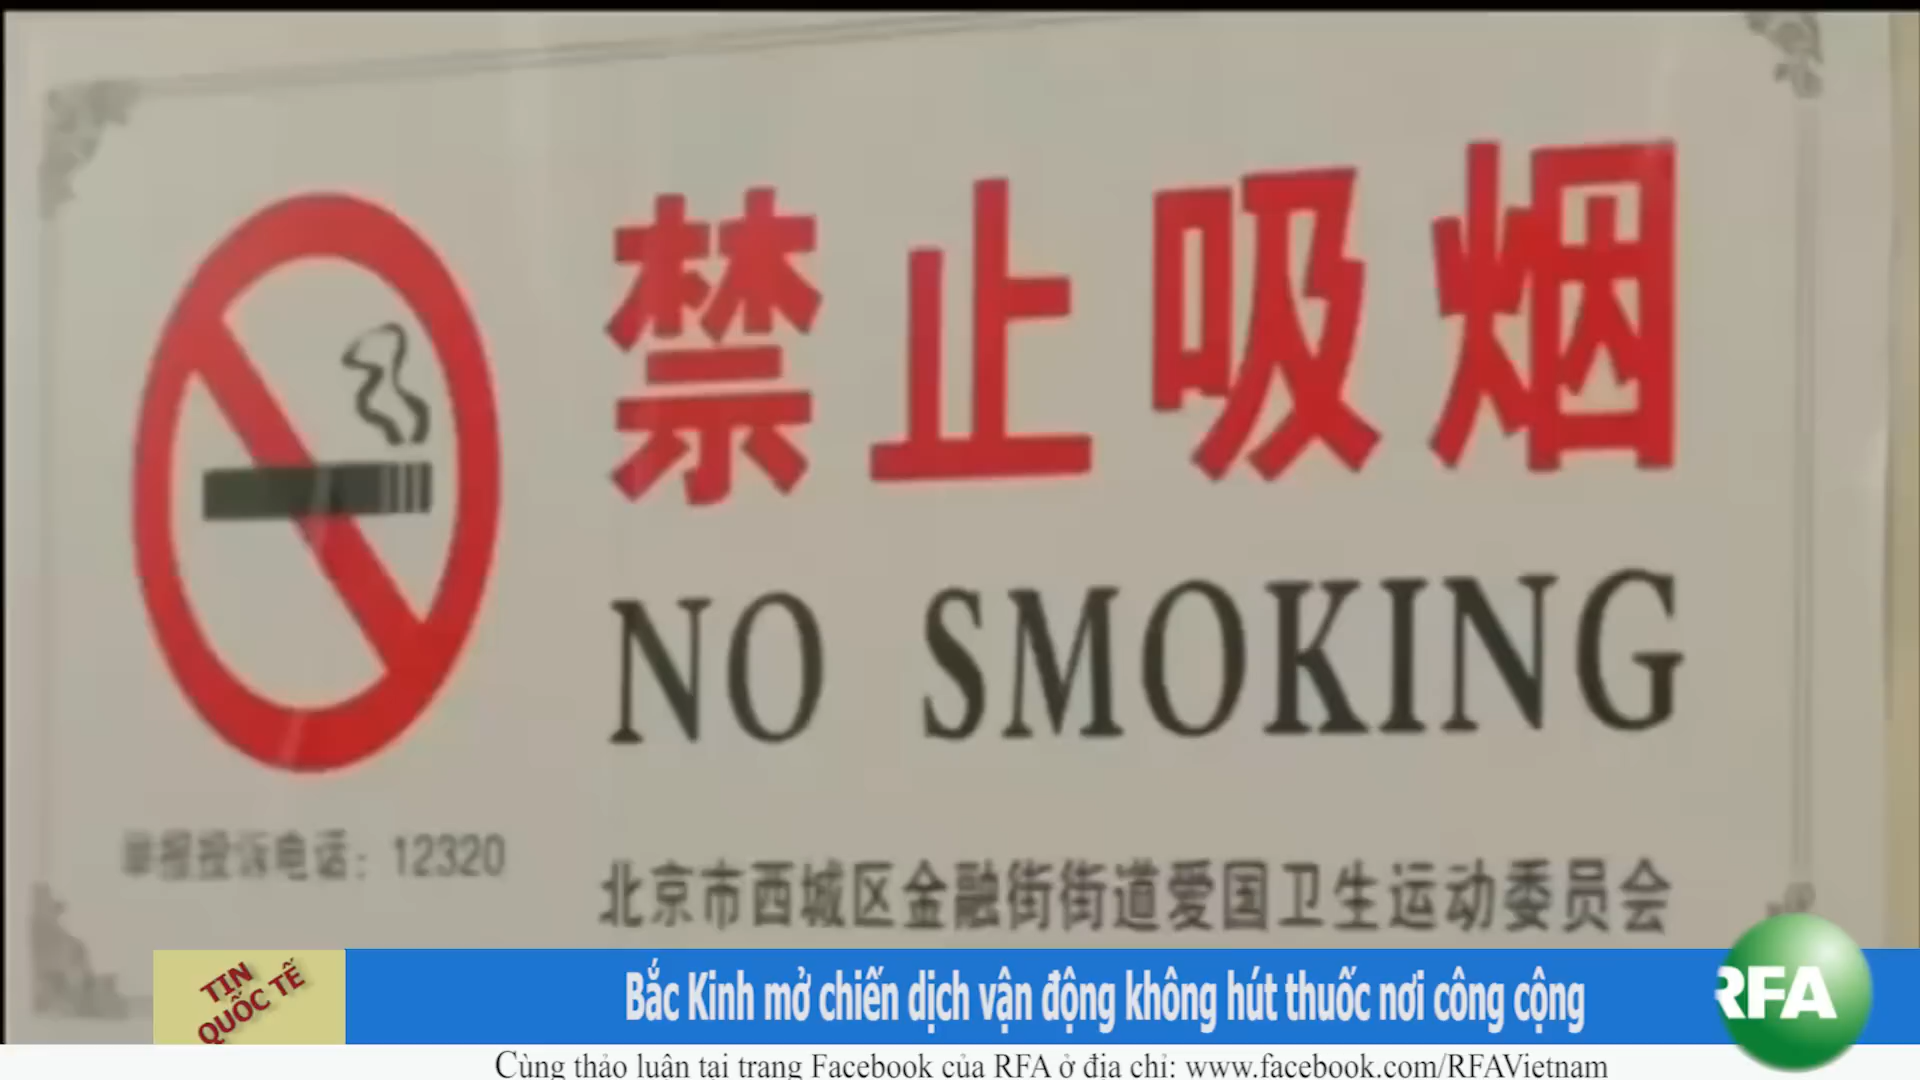 禁止吸烟
NO SMOKING
举报投诉电话：12320
北京市西城区金融街街道爱国卫生运动委员会
TIN QUỐC TẾ
Bắc Kinh mở chiến dịch vận động không hút thuốc nơi công cộng
RFA
Cùng thảo luận tại trang Facebook của RFA ở địa chỉ: www.facebook.com/RFAVietnam